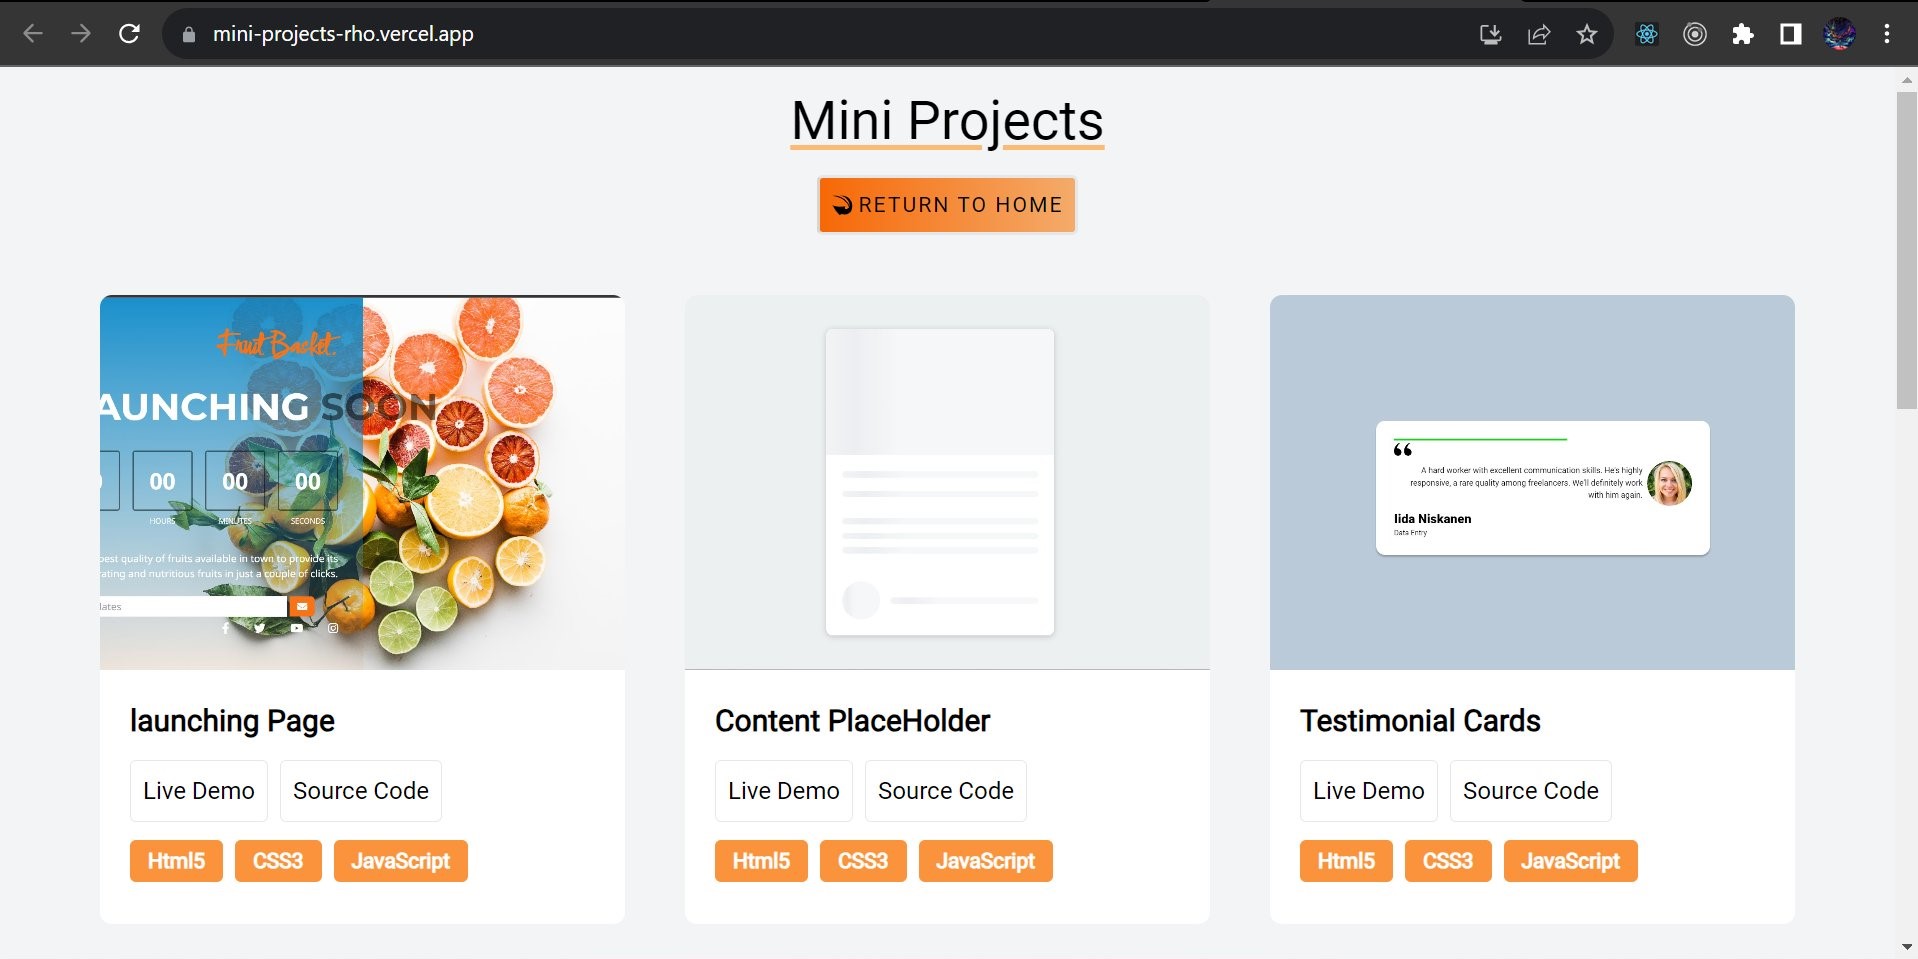 mini-projects-rho.vercel.app
Mini Projects
RETURN TO HOME
Fruit Basket
AUNCHING SOON
00 00 00
HOURS MINUTES SECONDS
best quality of fruits available in town to provide its
rating and nutritious fruits in just a couple of clicks.
dates
launching Page
Live Demo Source Code
Html5 CSS3 JavaScript
Content PlaceHolder
Live Demo Source Code
Html5 CSS3 JavaScript
“
A hard worker with excellent communication skills. He's highly
responsive, a rare quality among freelancers. We'll definitely work
with him again.
Iida Niskanen
Data Entry
Testimonial Cards
Live Demo Source Code
Html5 CSS3 JavaScript